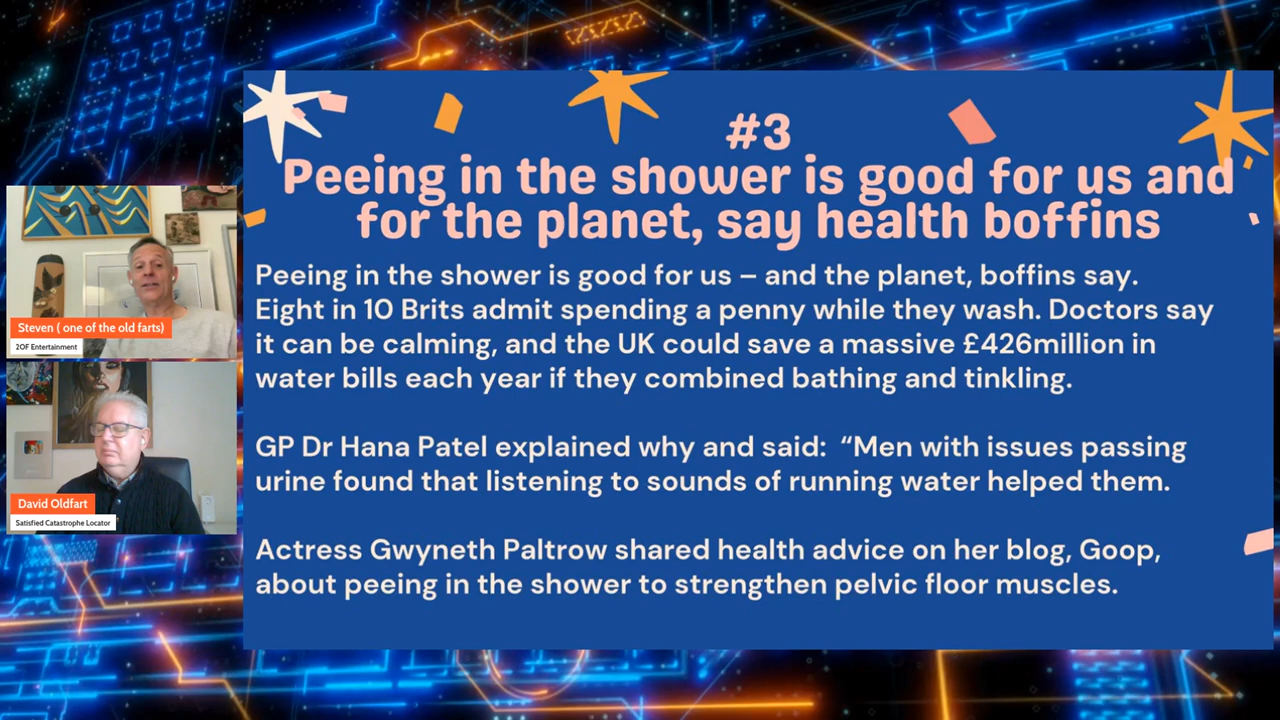 #3
Peeing in the shower is good for us and
for the planet, say health boffins
Peeing in the shower is good for us – and the planet, boffins say.
Eight in 10 Brits admit spending a penny while they wash. Doctors say
it can be calming, and the UK could save a massive £426million in
water bills each year if they combined bathing and tinkling.
GP Dr Hana Patel explained why and said:  “Men with issues passing
urine found that listening to sounds of running water helped them.
Actress Gwyneth Paltrow shared health advice on her blog, Goop,
about peeing in the shower to strengthen pelvic floor muscles.
Steven ( one of the old farts)
2OF Entertainment
David Oldfart
Satisfied Catastrophe Locator